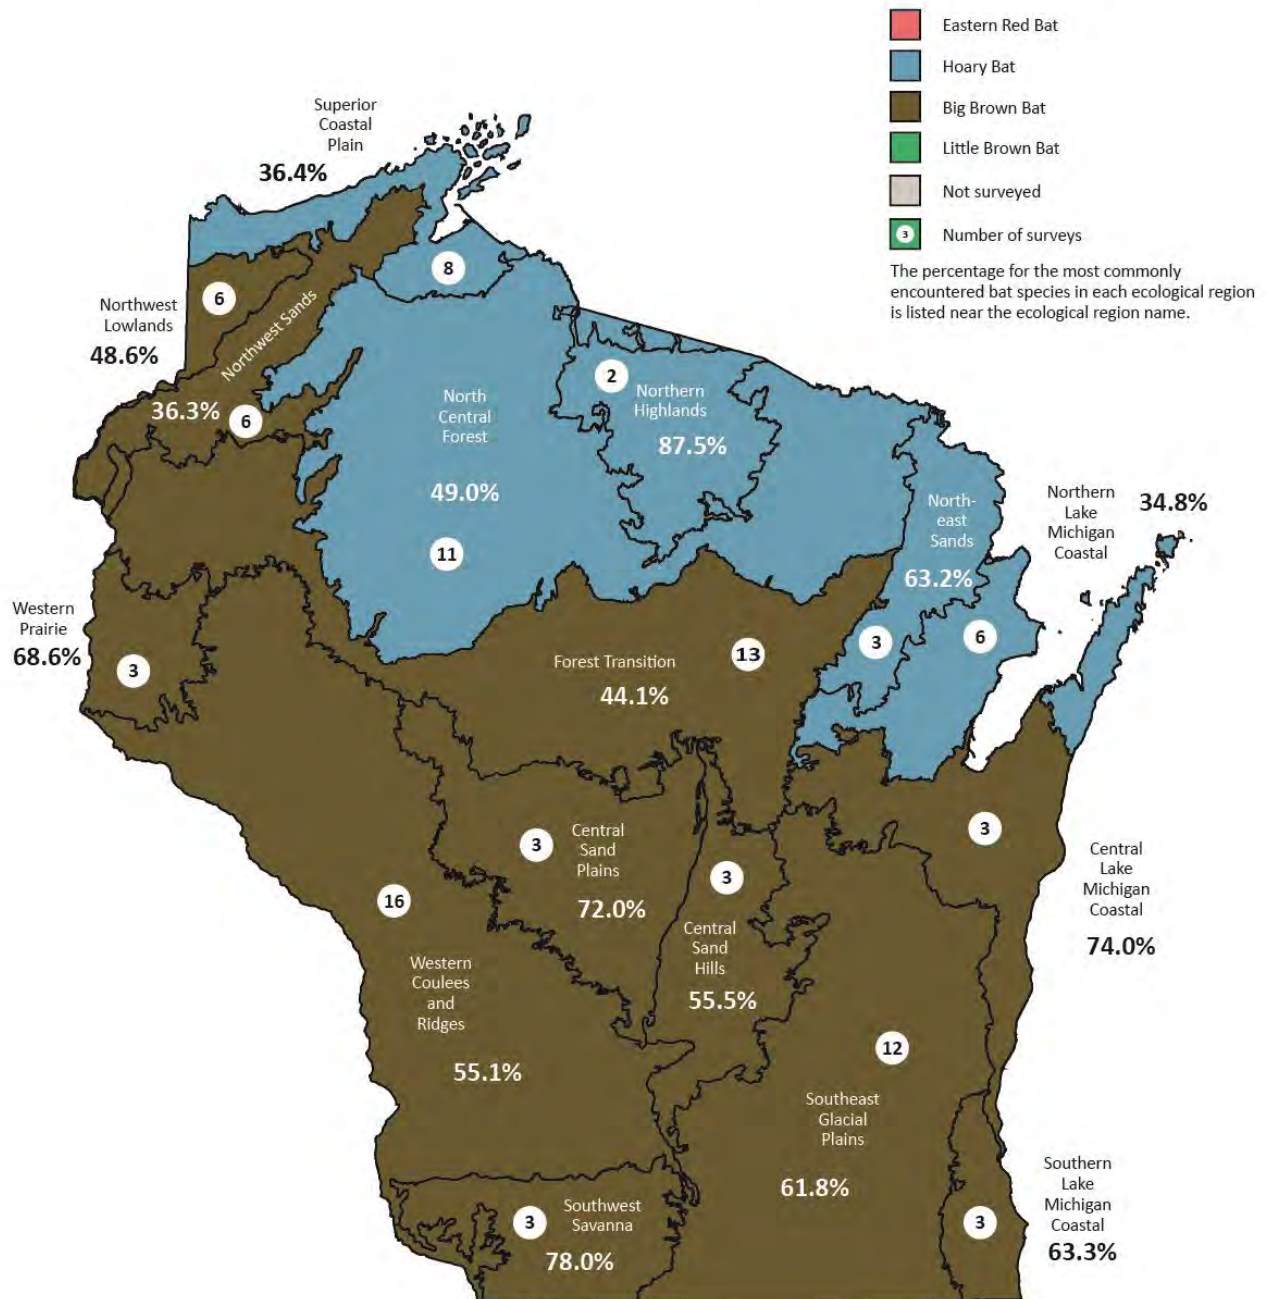 Eastern Red Bat
Hoary Bat
Big Brown Bat
Little Brown Bat
Not surveyed
3 Number of surveys
The percentage for the most commonly
encountered bat species in each ecological region
is listed near the ecological region name.
Superior
Coastal
Plain
36.4%
8
6
Northwest
Lowlands
48.6%
Northwest Sands
36.3%
6
North
Central
Forest
49.0%
11
2
Northern
Highlands
87.5%
North-
east
Sands
63.2%
3
Northern
Lake
Michigan
Coastal
34.8%
6
Western
Prairie
68.6%
3
Forest Transition
13
44.1%
3
Central
Sand
Plains
72.0%
3
Central
Sand
Hills
55.5%
3
Central
Lake
Michigan
Coastal
74.0%
16
Western
Coulees
and
Ridges
55.1%
12
Southeast
Glacial
Plains
61.8%
3
Southwest
Savanna
78.0%
3
Southern
Lake
Michigan
Coastal
63.3%